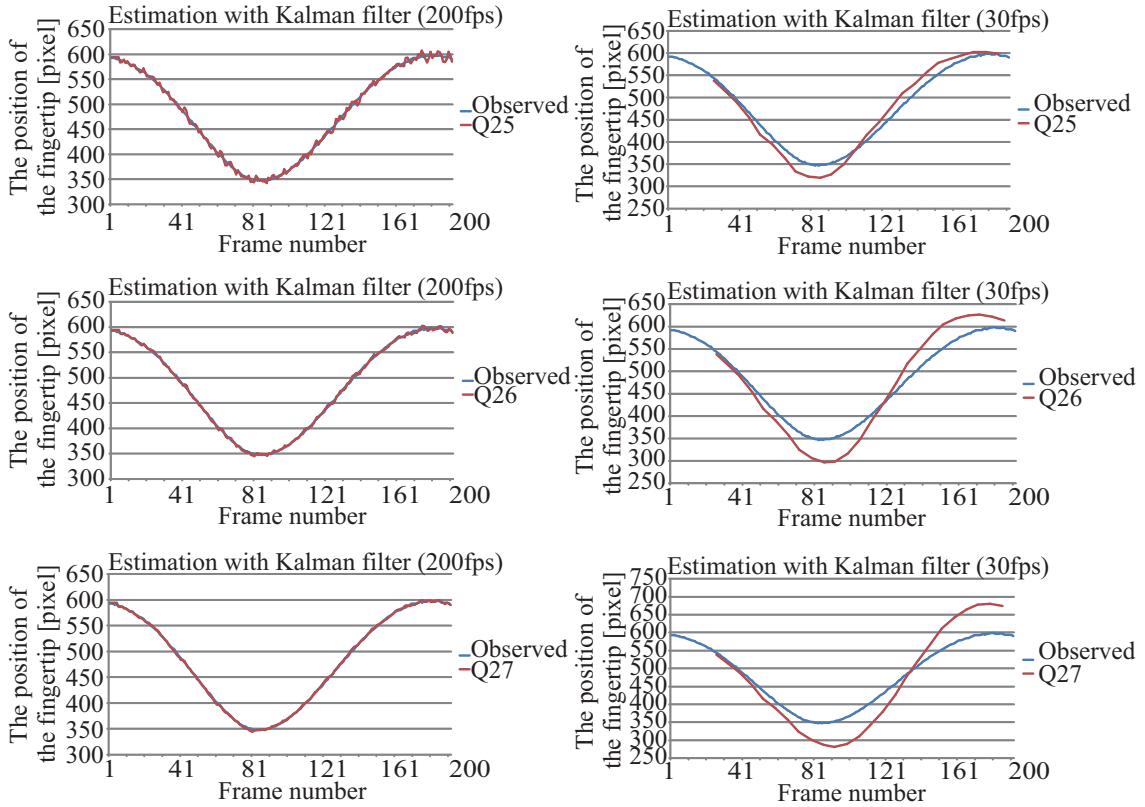 Estimation with Kalman filter (200fps)
The position of
the fingertip [pixel]
650
600
550
500
450
400
350
300
1 41 81 121 161 200
Frame number
Observed
Q25
Estimation with Kalman filter (30fps)
The position of
the fingertip [pixel]
650
600
550
500
450
400
350
300
250
1 41 81 121 161 200
Frame number
Observed
Q25
Estimation with Kalman filter (200fps)
The position of
the fingertip [pixel]
650
600
550
500
450
400
350
300
1 41 81 121 161 200
Frame number
Observed
Q26
Estimation with Kalman filter (30fps)
The position of
the fingertip [pixel]
650
600
550
500
450
400
350
300
250
1 41 81 121 161 200
Frame number
Observed
Q26
Estimation with Kalman filter (200fps)
The position of
the fingertip [pixel]
650
600
550
500
450
400
350
300
1 41 81 121 161 200
Frame number
Observed
Q27
Estimation with Kalman filter (30fps)
The position of
the fingertip [pixel]
750
700
650
600
550
500
450
400
350
300
250
1 41 81 121 161 200
Frame number
Observed
Q27